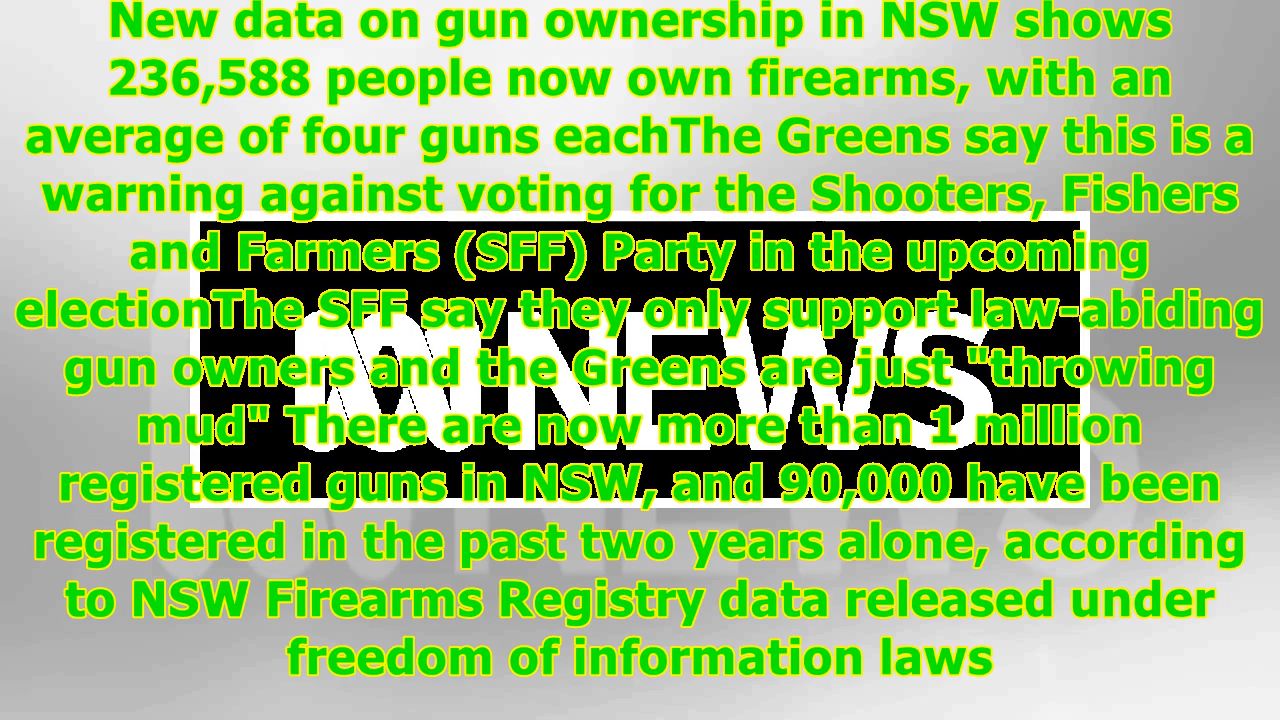 New data on gun ownership in NSW shows
236,588 people now own firearms, with an
average of four guns eachThe Greens say this is a
warning against voting for the Shooters, Fishers
and Farmers (SFF) Party in the upcoming
electionThe SFF say they only support law-abiding
gun owners and the Greens are just "throwing
mud" There are now more than 1 million
registered guns in NSW, and 90,000 have been
registered in the past two years alone, according
to NSW Firearms Registry data released under
freedom of information laws
NEWS